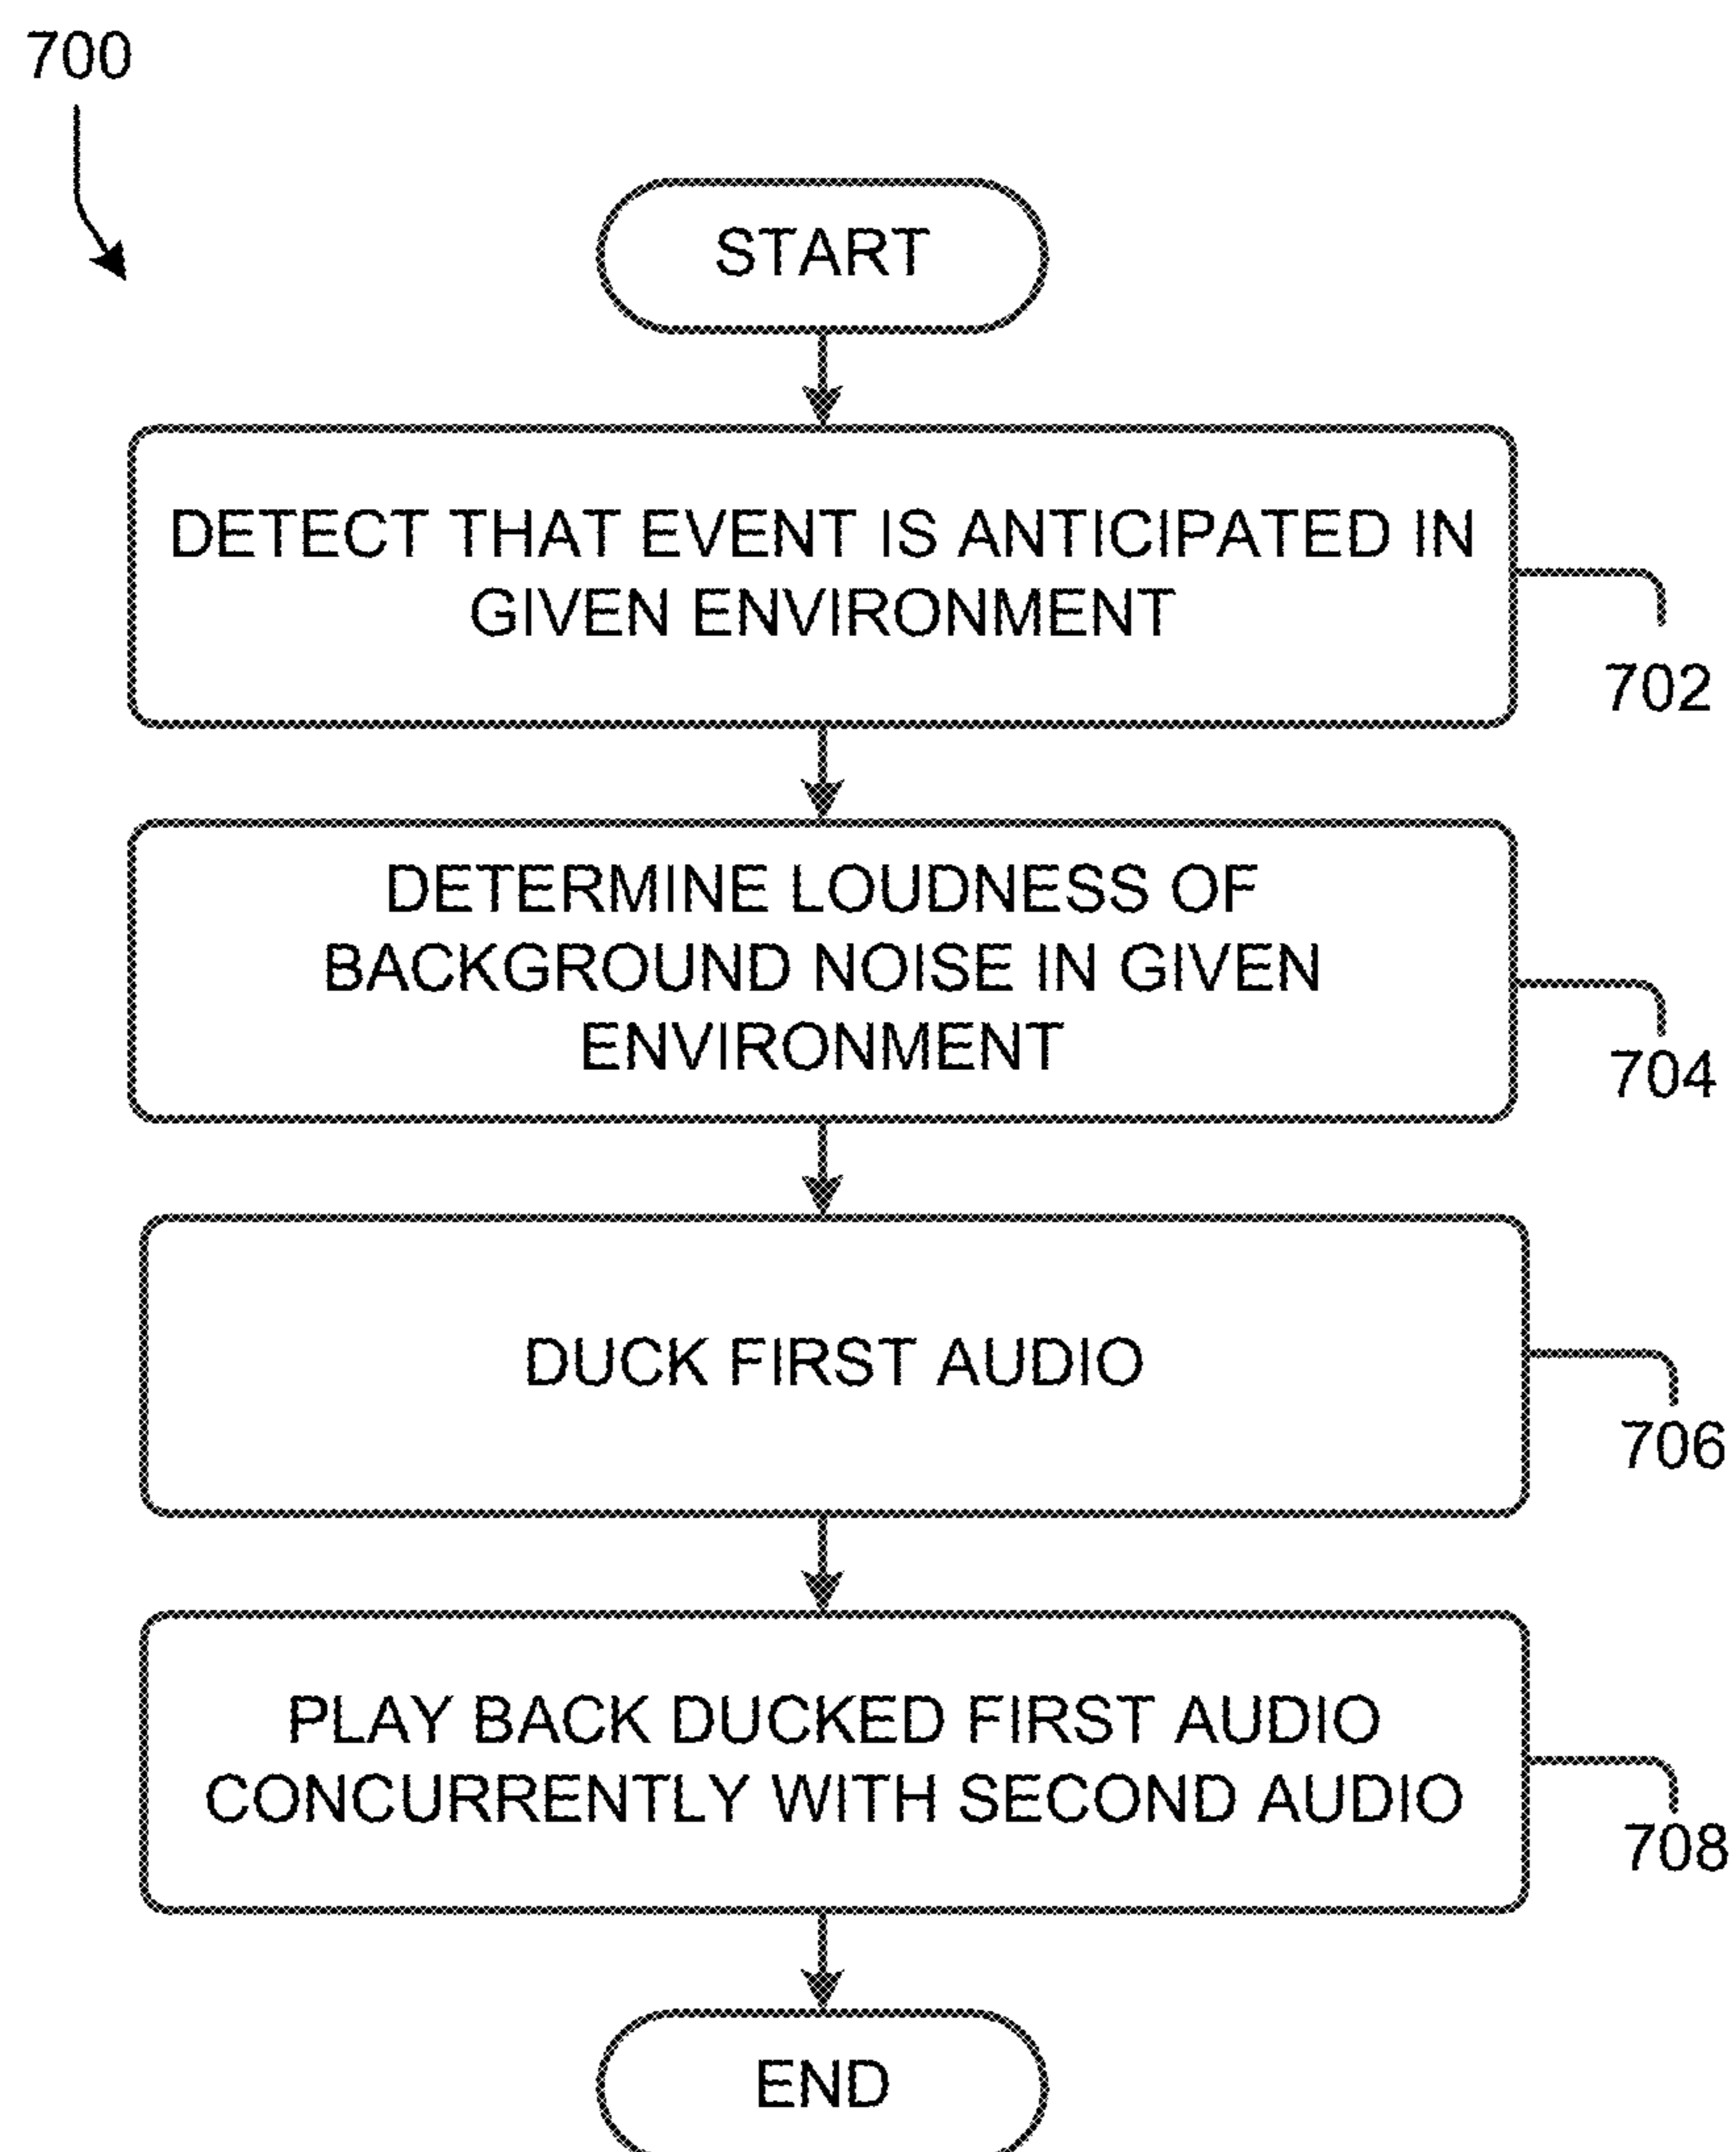 700
START
DETECT THAT EVENT IS ANTICIPATED IN
GIVEN ENVIRONMENT
702
DETERMINE LOUDNESS OF
BACKGROUND NOISE IN GIVEN
ENVIRONMENT
704
DUCK FIRST AUDIO
706
PLAY BACK DUCKED FIRST AUDIO
CONCURRENTLY WITH SECOND AUDIO
708
END